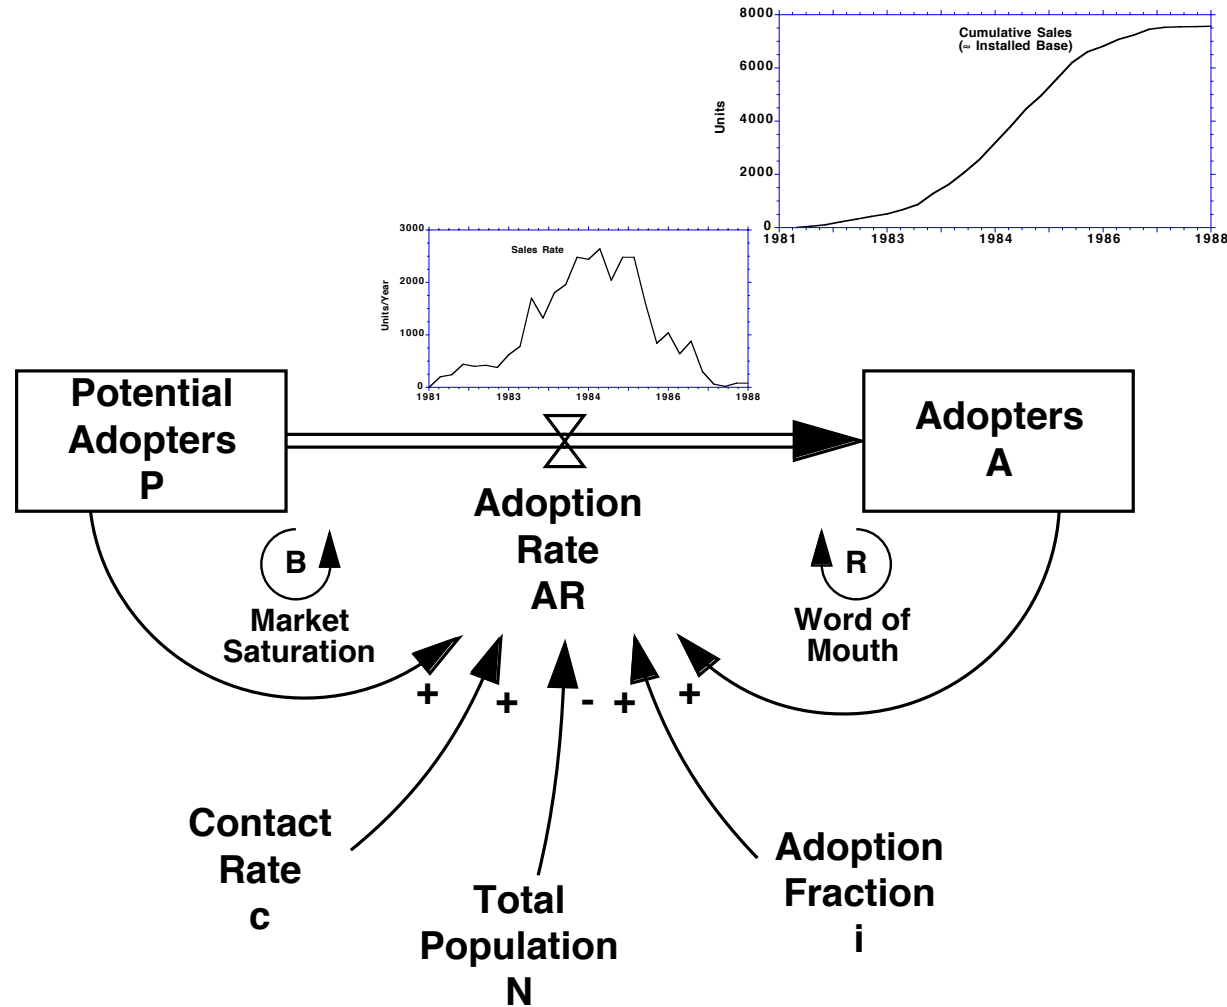 8000
6000
4000
2000
0
Units
Cumulative Sales
(≈ Installed Base)
1981
1983
1984
1986
1988
3000
2000
1000
0
Units/Year
Sales Rate
1981
1983
1984
1986
1988
Potential
Adopters
P
Adopters
A
Adoption
Rate
AR
B
Market
Saturation
R
Word of
Mouth
+
+
-
+
+
Contact
Rate
c
Total
Population
N
Adoption
Fraction
i